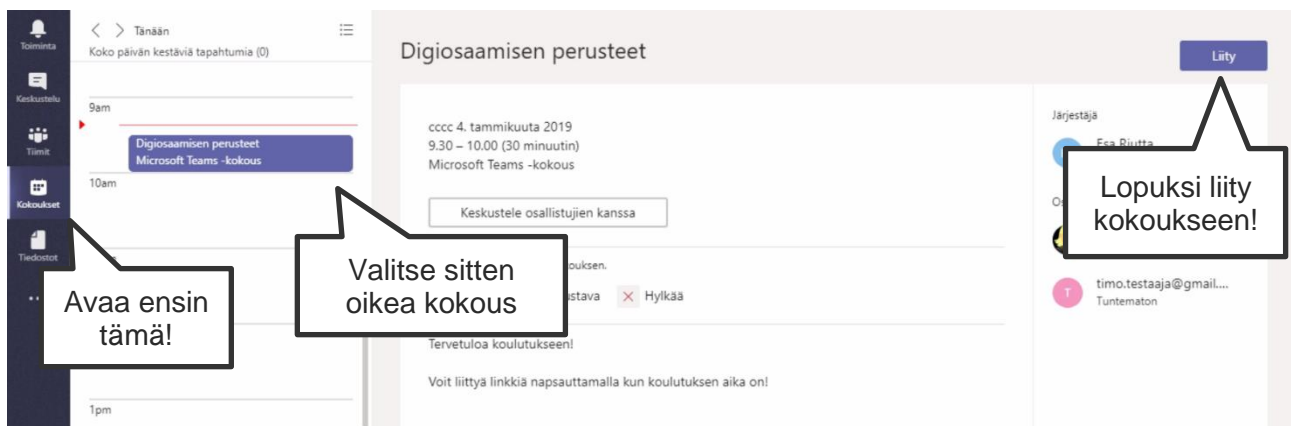 Toiminta
Keskustelu
Tiimit
Kokoukset
Tiedostot
Tänään
Koko päivän kestäviä tapahtumia (0)
9am
Digiosaamisen perusteet
Microsoft Teams -kokous
10am
1pm
Avaa ensin
tämä!
Valitse sitten
oikea kokous
Digiosaamisen perusteet
Liity
cccc 4. tammikuuta 2019
9.30 – 10.00 (30 minuutin)
Microsoft Teams -kokous
Keskustele osallistujien kanssa
Hylkää
Tervetuloa koulutukseen!
Voit liittyä linkkiä napsauttamalla kun koulutuksen aika on!
Järjestäjä
Esa Riutta
Lopuksi liity
kokoukseen!
T
timo.testaaja@gmail....
Tuntematon